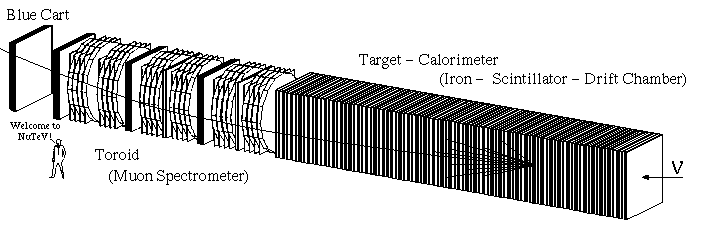 Blue Cart
Target – Calorimeter
(Iron – Scintillator – Drift Chamber)
Welcome to
NuTeV!
Toroid
(Muon Spectrometer)
ν